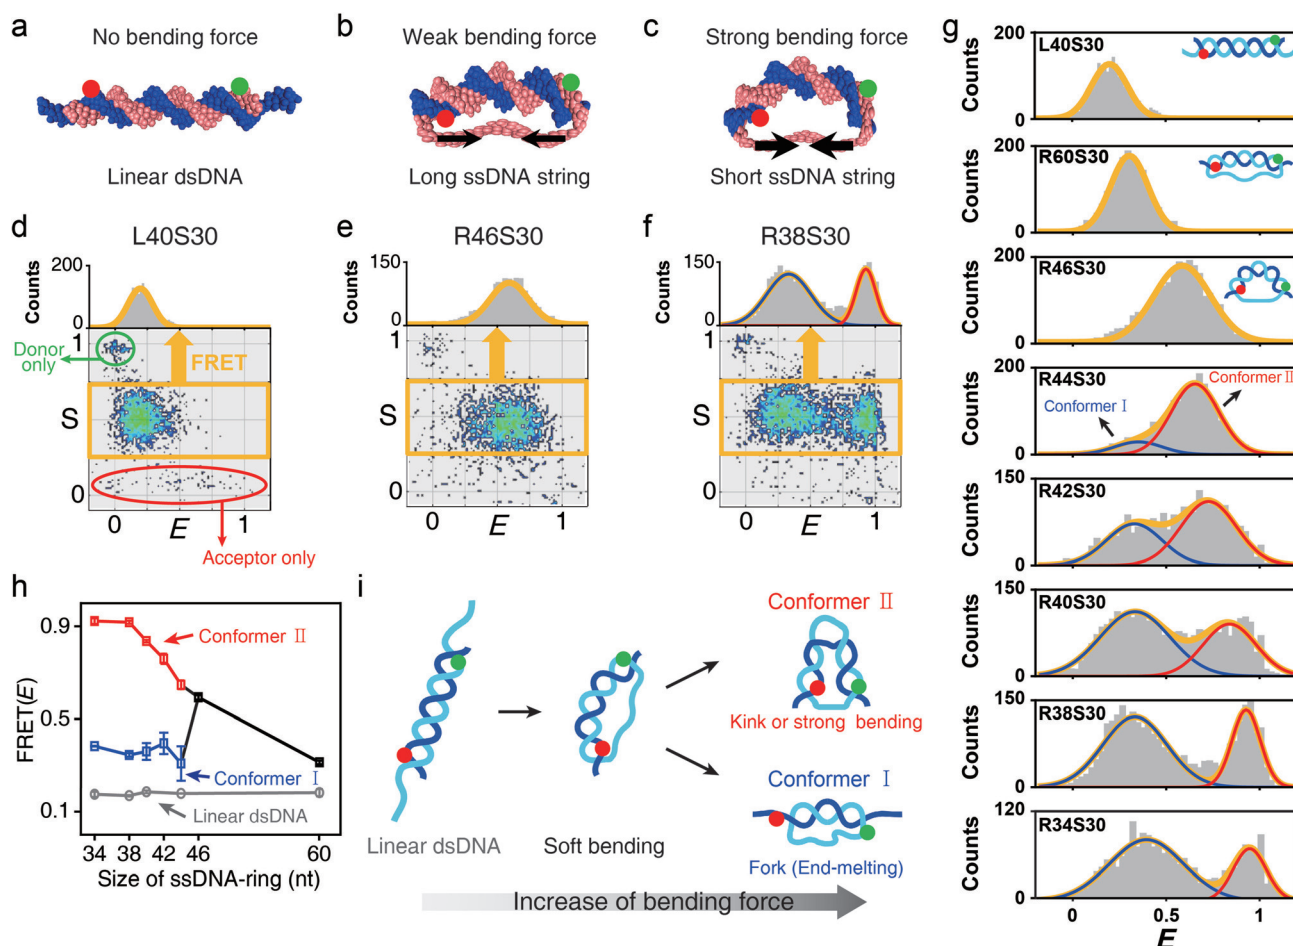 a
No bending force
Linear dsDNA
b
Weak bending force
Long ssDNA string
c
Strong bending force
Short ssDNA string
d
L40S30
200
0
Counts
1
S
0
Donor
only
FRET
0
E
1
Acceptor only
e
R46S30
150
0
Counts
0
E
1
f
R38S30
150
0
Counts
0
E
1
g
200
L40S30
Counts
0
200
R60S30
Counts
0
200
R46S30
Counts
0
200
R44S30
Conformer II
Conformer I
Counts
0
150
R42S30
Counts
0
150
R40S30
Counts
0
150
R38S30
Counts
0
120
R34S30
Counts
0
0
0.5
1
E
h
0.9
0.5
0.1
FRET(E)
Conformer II
Conformer I
Linear dsDNA
34
38
42
46
60
Size of ssDNA-ring (nt)
i
Linear dsDNA
Soft bending
Conformer II
Kink or strong bending
Conformer I
Fork (End-melting)
Increase of bending force